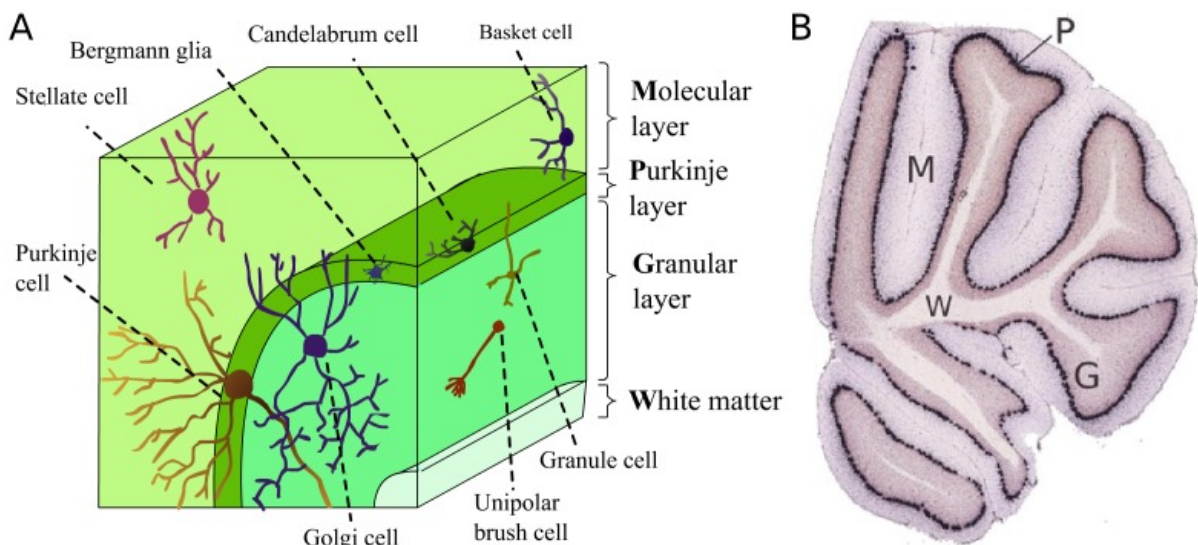 A
Bergmann glia
Candelabrum cell
Basket cell
Stellate cell
Molecular
layer
Purkinje
layer
Purkinje
cell
Granular
layer
White matter
Granule cell
Unipolar
brush cell
Golgi cell
B
P
M
W
G